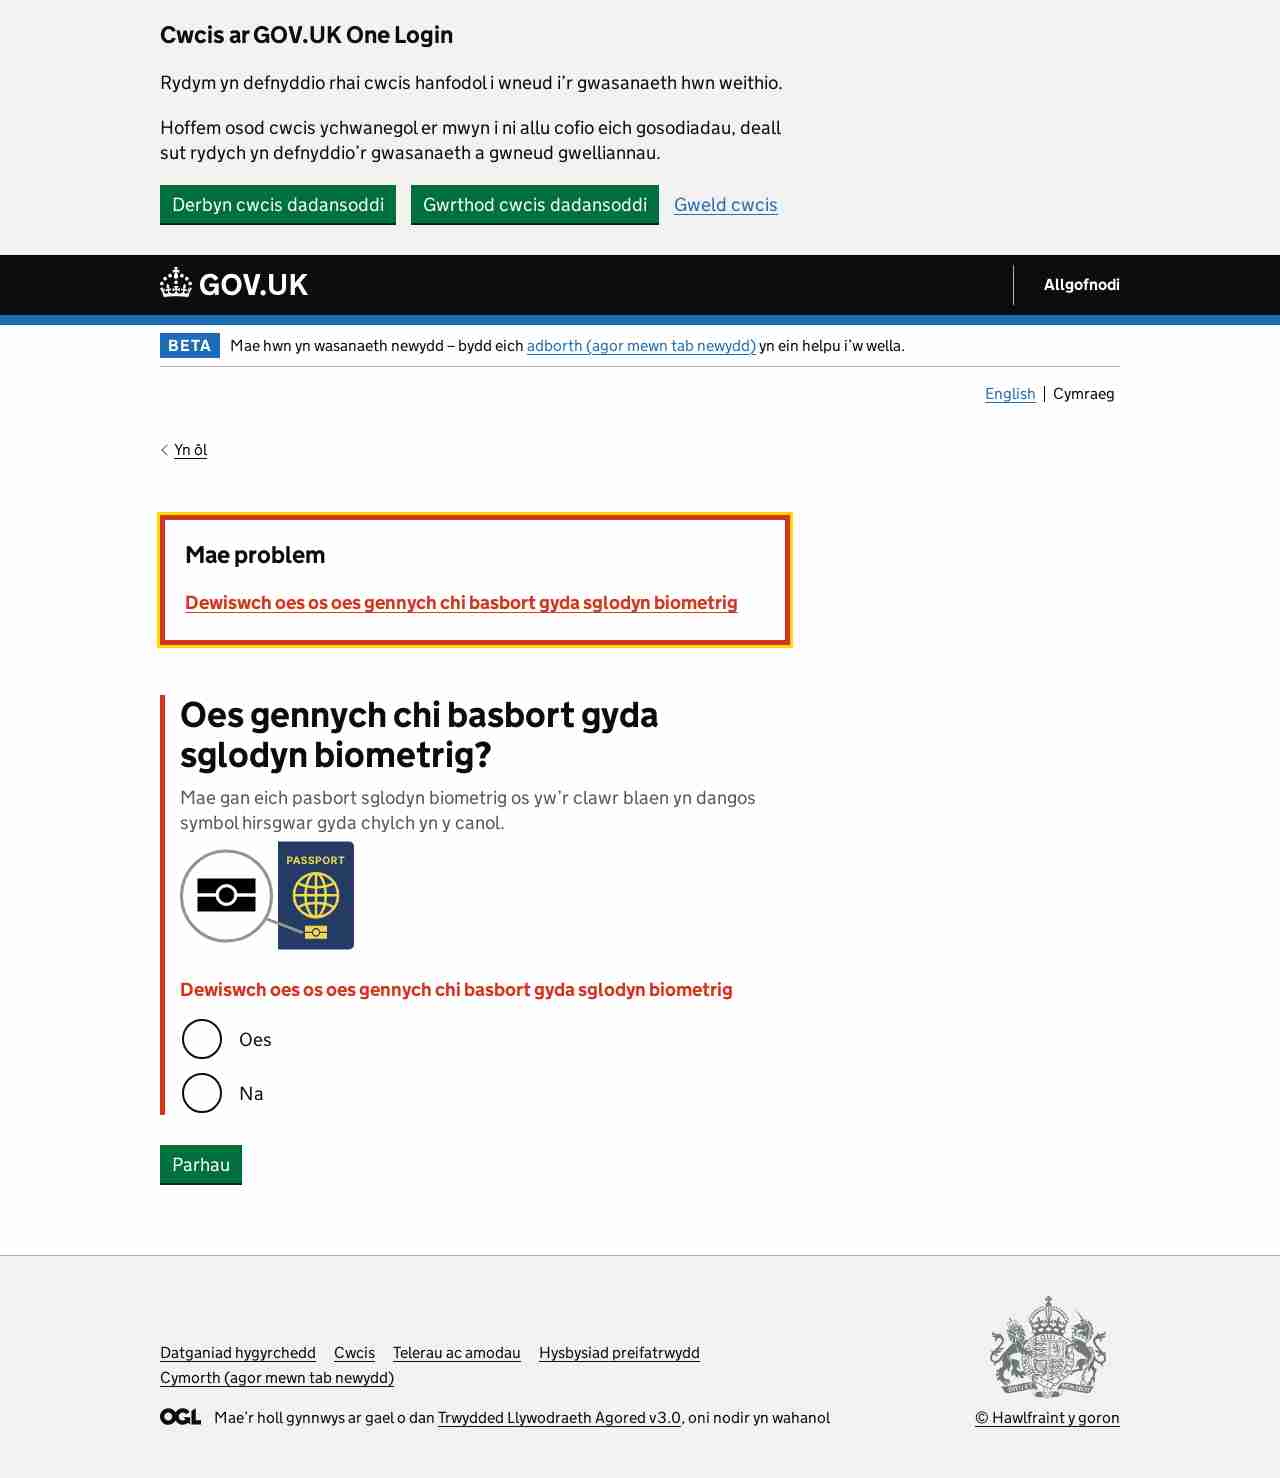 Cwcis ar GOV.UK One Login
Rydym yn defnyddio rhai cwcis hanfodol i wneud i’r gwasanaeth hwn weithio.
Hoffem osod cwcis ychwanegol er mwyn i ni allu cofio eich gosodiadau, deall
sut rydych yn defnyddio’r gwasanaeth a gwneud gwelliannau.
Derbyn cwcis dadansoddi Gwrthod cwcis dadansoddi Gweld cwcis
GOV.UK Allgofnodi
BETA Mae hwn yn wasanaeth newydd – bydd eich adborth (agor mewn tab newydd) yn ein helpu i’w wella.
English Cymraeg
Yn ôl
Mae problem
Dewiswch oes os oes gennych chi basbort gyda sglodyn biometrig
Oes gennych chi basbort gyda
sglodyn biometrig?
Mae gan eich pasbort sglodyn biometrig os yw’r clawr blaen yn dangos
symbol hirsgwar gyda chylch yn y canol.
PASSPORT
Dewiswch oes os oes gennych chi basbort gyda sglodyn biometrig
Oes
Na
Parhau
Datganiad hygyrchedd Cwcis Telerau ac amodau Hysbysiad preifatrwydd
Cymorth (agor mewn tab newydd)
OGL Mae’r holl gynnwys ar gael o dan Trwydded Llywodraeth Agored v3.0, oni nodir yn wahanol
© Hawlfraint y goron